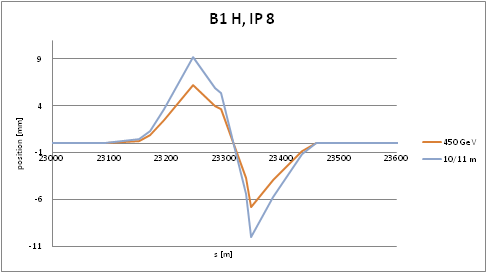 B1 H, IP 8
9
4
-1
-6
-11
position [mm]
23000 23100 23200 23300 23400 23500 23600
s [m]
450 GeV
10/11 m